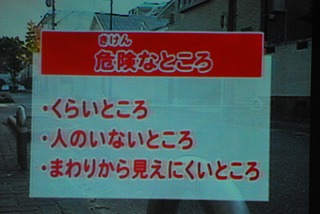 きけん
危険なところ
・くらいところ
・人のいないところ
・まわりから見えにくいところ